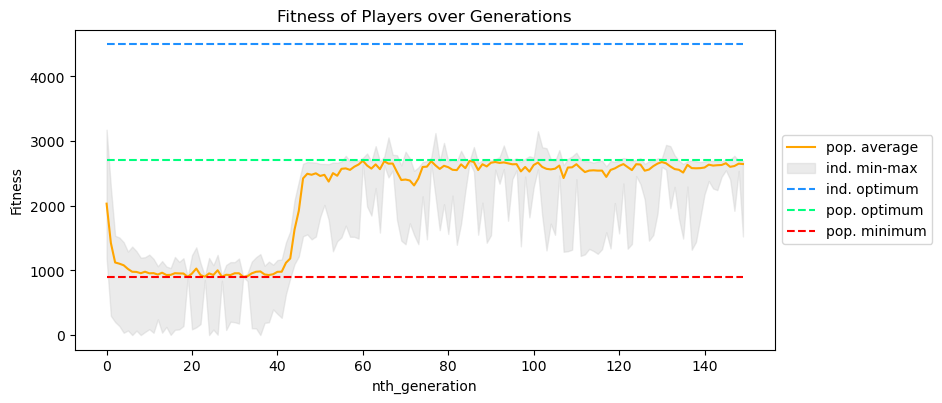 Fitness of Players over Generations
Fitness
4000
3000
2000
1000
0
0 20 40 60 80 100 120 140
nth_generation
pop. average
ind. min-max
ind. optimum
pop. optimum
pop. minimum